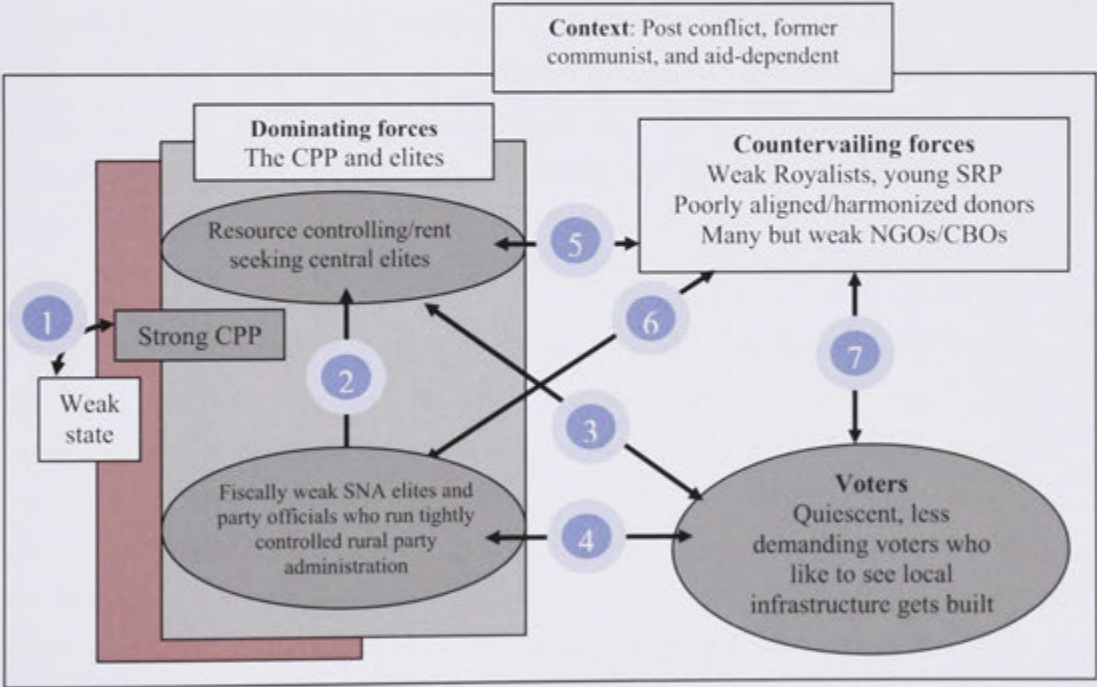 Context: Post conflict, former
communist, and aid-dependent
Dominating forces
The CPP and elites
Countervailing forces
Weak Royalists, young SRP
Poorly aligned/harmonized donors
Many but weak NGOs/CBOs
Resource controlling/rent
seeking central elites
5
1
Strong CPP
6
2
7
Weak
state
3
Fiscally weak SNA elites and
party officials who run tightly
controlled rural party
administration
4
Voters
Quiescent, less
demanding voters who
like to see local
infrastructure gets built